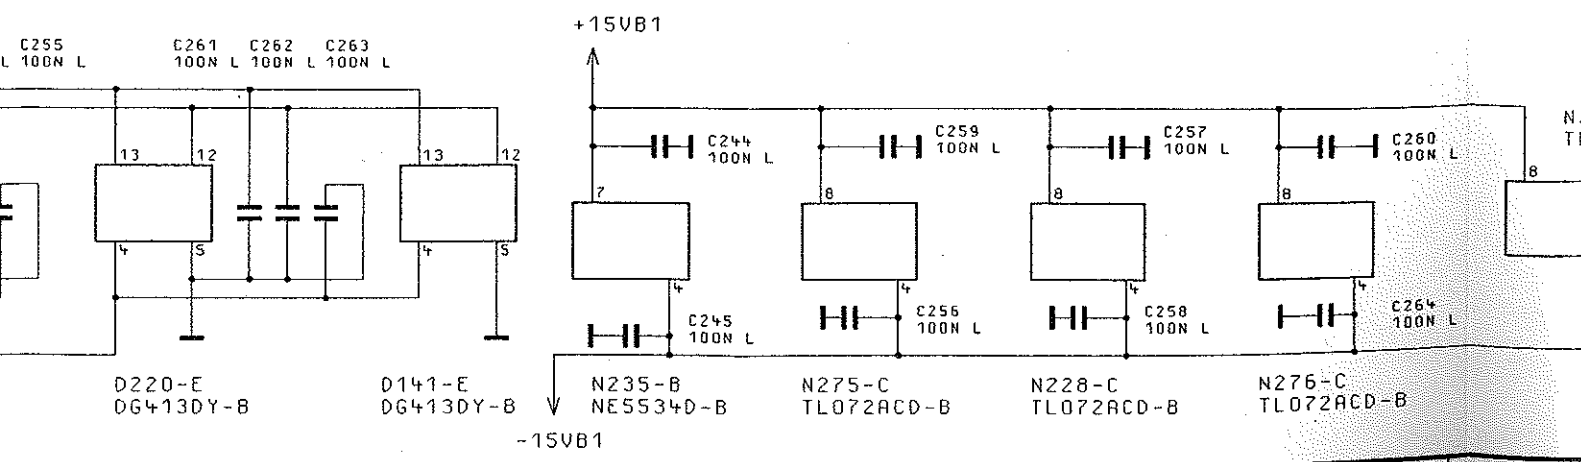 +15VB1
C255
L 100N L
C261
100N L
C262
100N L
C263
100N L
13
12
4
5
13
12
4
5
C244
100N L
C259
100N L
C257
100N L
C260
100N L
7
8
8
8
8
4
4
4
4
C245
100N L
C256
100N L
C258
100N L
C264
100N L
D220-E
DG413DY-B
D141-E
DG413DY-B
N235-B
NE5534D-B
N275-C
TL072ACD-B
N228-C
TL072ACD-B
N276-C
TL072ACD-B
-15VB1